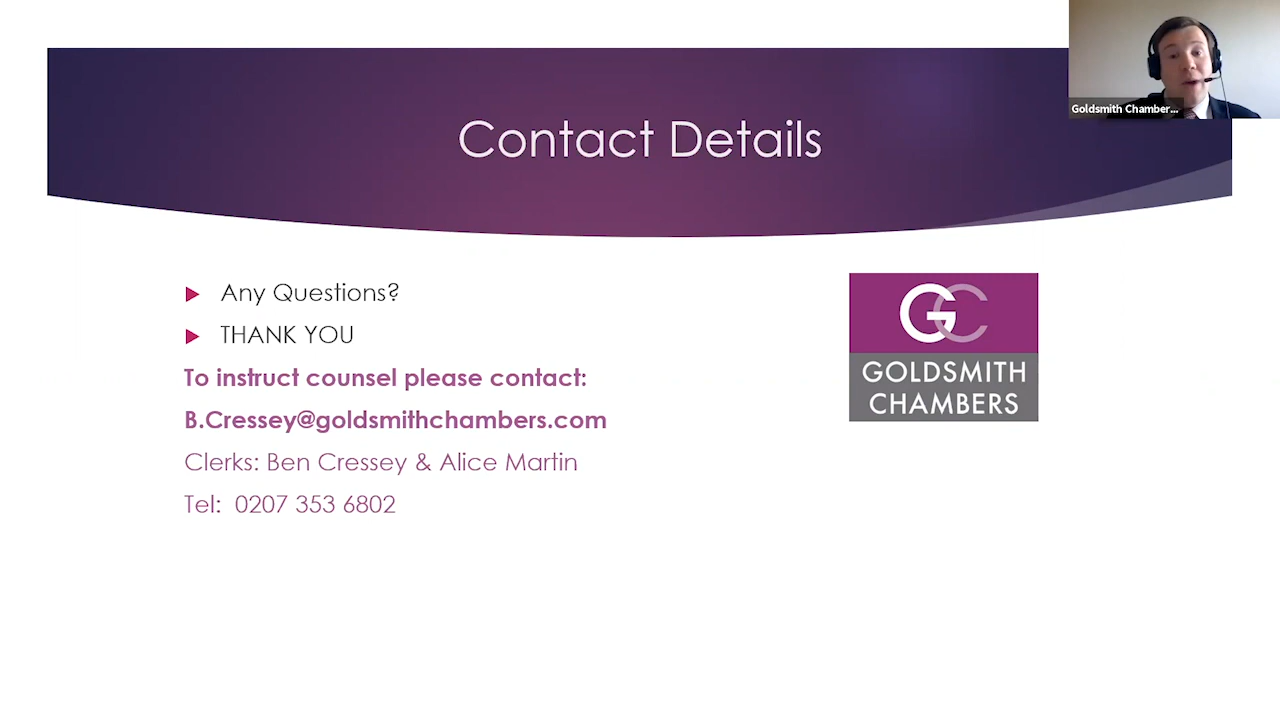 Contact Details
Goldsmith Chamber...
Any Questions?
THANK YOU
To instruct counsel please contact:
B.Cressey@goldsmithchambers.com
Clerks: Ben Cressey & Alice Martin
Tel:  0207 353 6802
GC
GOLDSMITH
CHAMBERS